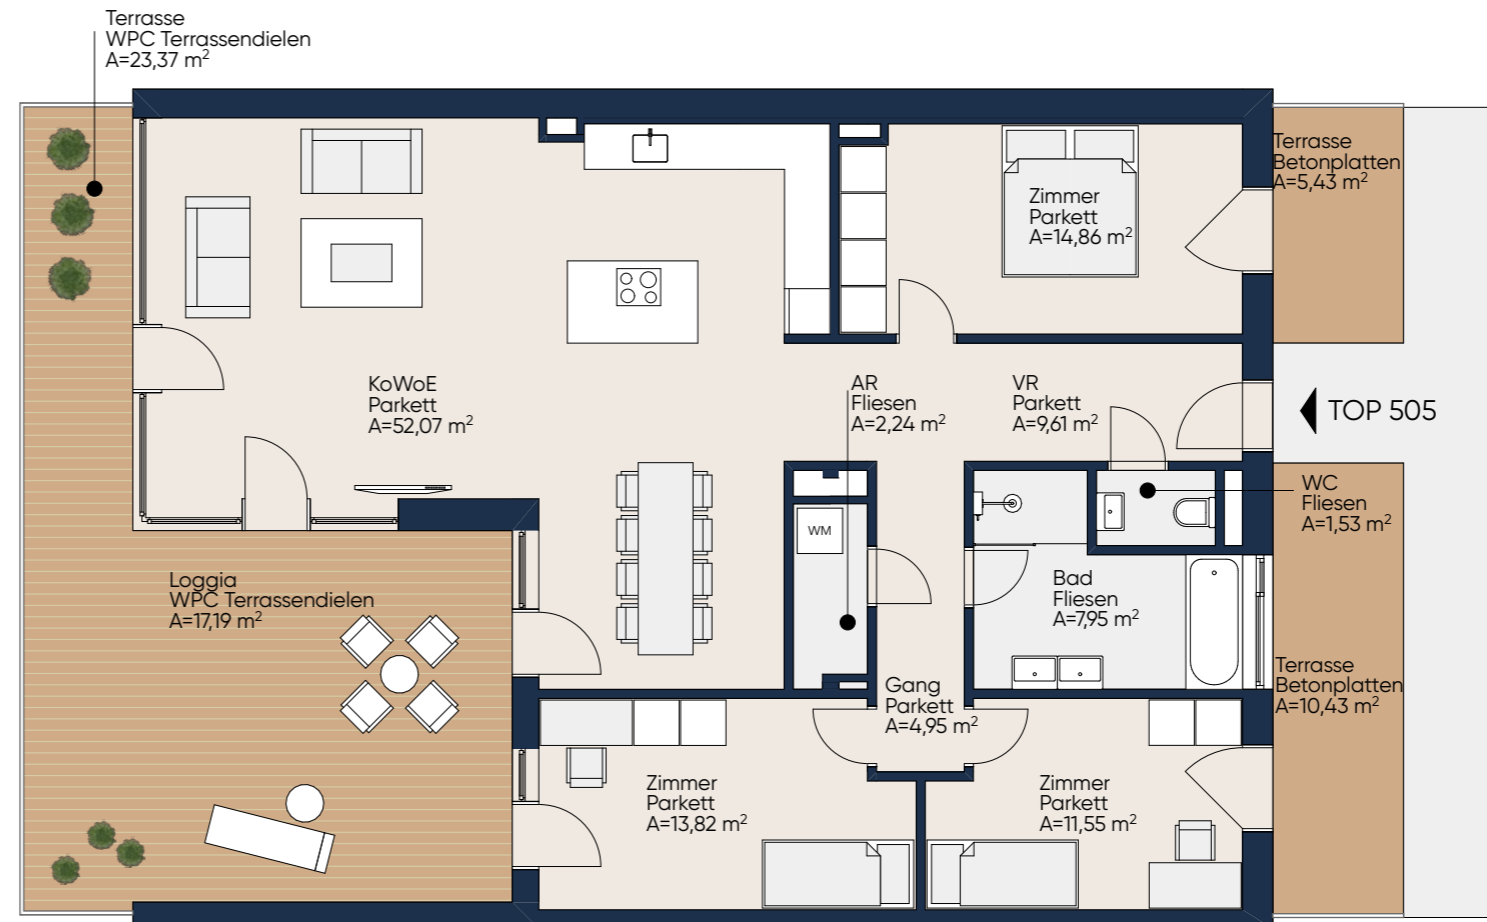 Terrasse
WPC Terrassendielen
A=23,37 m²
Terrasse
Betonplatten
A=5,43 m²
Zimmer
Parkett
A=14,86 m²
KoWoE
Parkett
A=52,07 m²
AR
Fliesen
A=2,24 m²
VR
Parkett
A=9,61 m²
TOP 505
WC
Fliesen
A=1,53 m²
WM
Loggia
WPC Terrassendielen
A=17,19 m²
Bad
Fliesen
A=7,95 m²
Terrasse
Betonplatten
A=10,43 m²
Gang
Parkett
A=4,95 m²
Zimmer
Parkett
A=13,82 m²
Zimmer
Parkett
A=11,55 m²